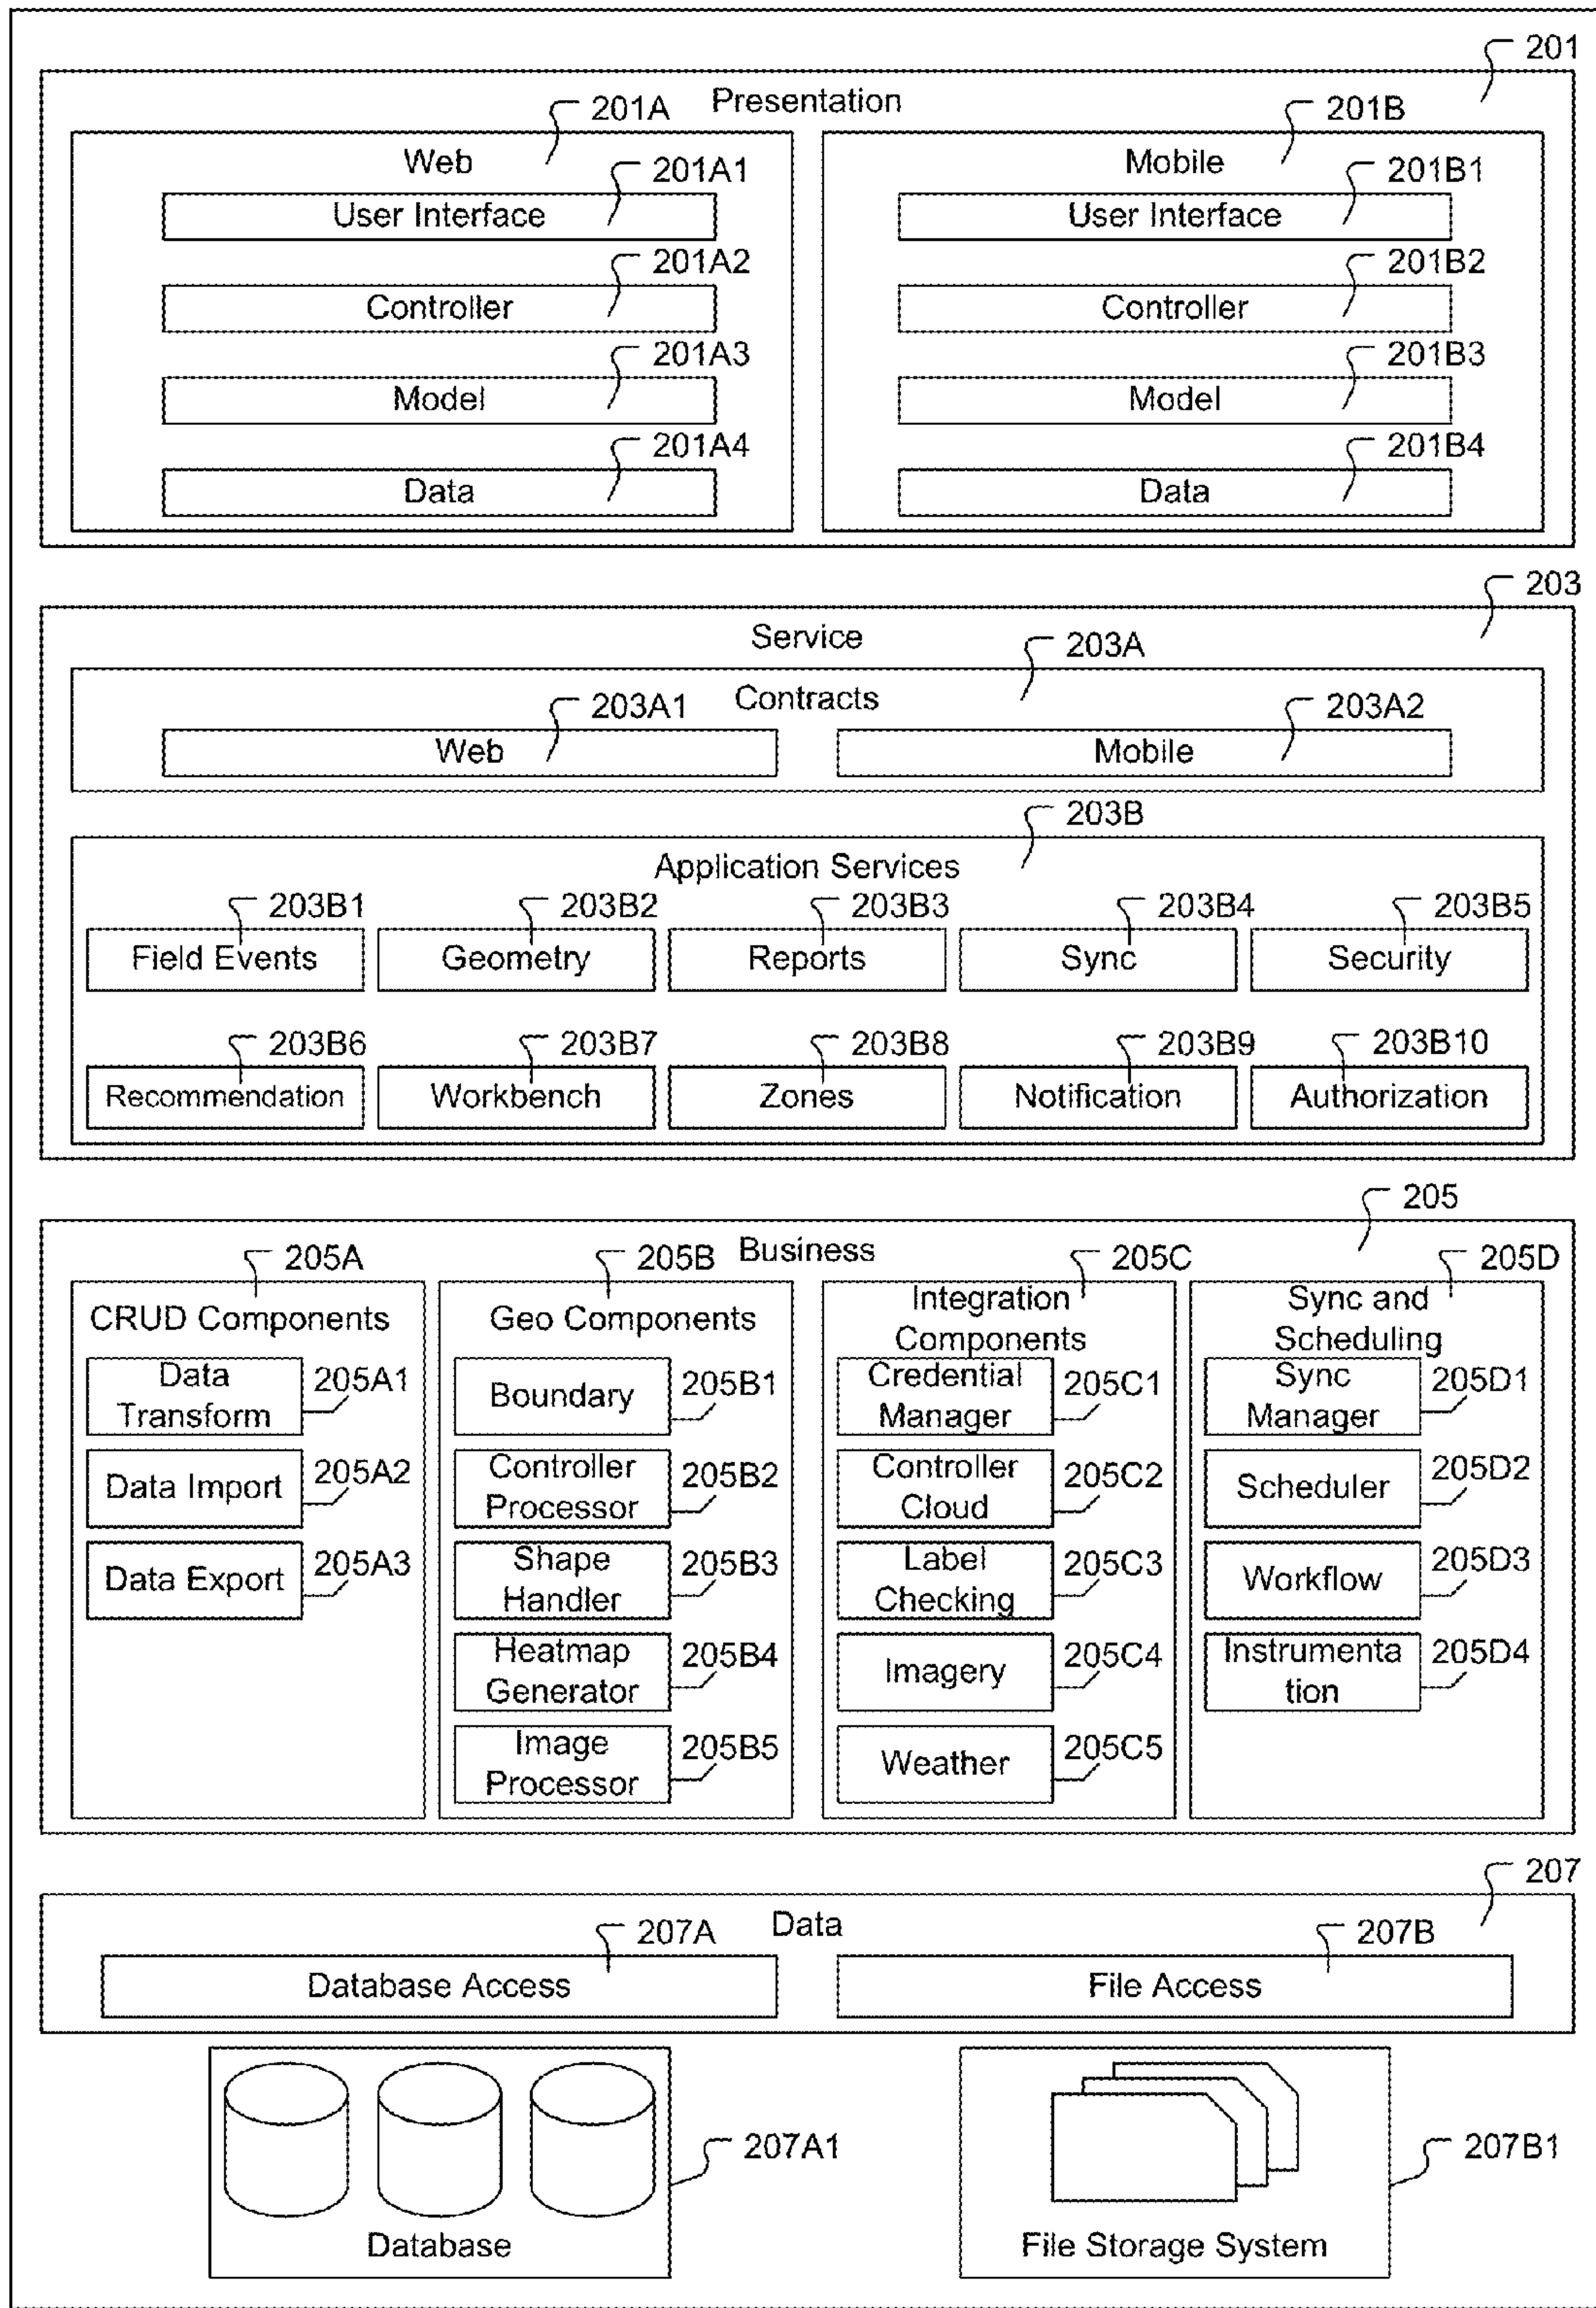 201
Presentation
201A
201B
Web
Mobile
201A1
201B1
User Interface
User Interface
201A2
201B2
Controller
Controller
201A3
201B3
Model
Model
201A4
201B4
Data
Data
203
Service
203A
Contracts
203A1
203A2
Web
Mobile
203B
Application Services
203B1
203B2
203B3
203B4
203B5
Field Events
Geometry
Reports
Sync
Security
203B6
203B7
203B8
203B9
203B10
Recommendation
Workbench
Zones
Notification
Authorization
205
Business
205A
205B
205C
205D
CRUD Components
Geo Components
Integration
Components
Sync and
Scheduling
Data
Transform
205A1
Boundary
205B1
Credential
Manager
205C1
Sync
Manager
205D1
Data Import
205A2
Controller
Processor
205B2
Controller
Cloud
205C2
Scheduler
205D2
Data Export
205A3
Shape
Handler
205B3
Label
Checking
205C3
Workflow
205D3
Heatmap
Generator
205B4
Imagery
205C4
Instrumenta
tion
205D4
Image
Processor
205B5
Weather
205C5
207
Data
207A
207B
Database Access
File Access
207A1
207B1
Database
File Storage System